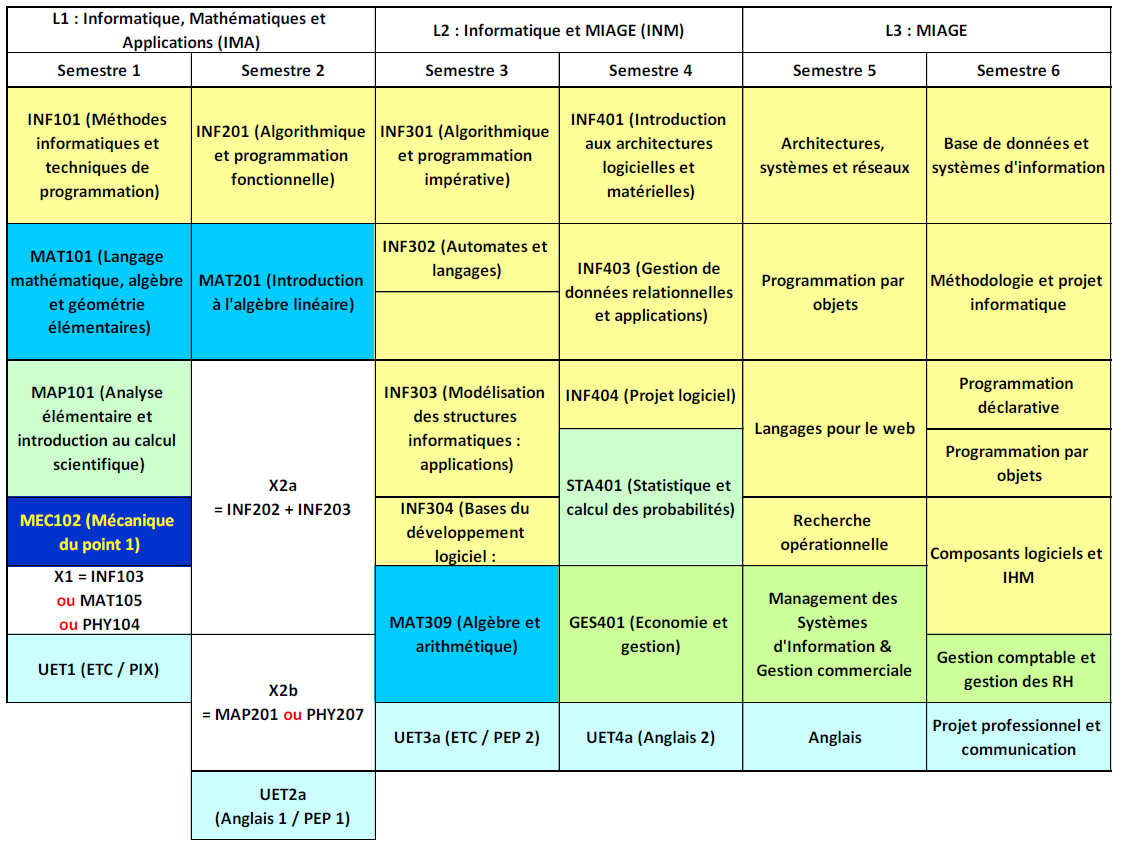 L1 : Informatique, Mathématiques et
Applications (IMA)
L2 : Informatique et MIAGE (INM)
L3 : MIAGE
Semestre 1
Semestre 2
Semestre 3
Semestre 4
Semestre 5
Semestre 6
INF101 (Méthodes
informatiques et
techniques de
programmation)
INF201 (Algorithmique
et programmation
fonctionnelle)
INF301 (Algorithmique
et programmation
impérative)
INF401 (Introduction
aux architectures
logicielles et
matérielles)
Architectures,
systèmes et réseaux
Base de données et
systèmes d'information
MAT101 (Langage
mathématique, algèbre
et géométrie
élémentaires)
MAT201 (Introduction
à l'algèbre linéaire)
INF302 (Automates et
langages)
INF403 (Gestion de
données relationnelles
et applications)
Programmation par
objets
Méthodologie et projet
informatique
MAP101 (Analyse
élémentaire et
introduction au calcul
scientifique)
X2a
= INF202 + INF203
INF303 (Modélisation
des structures
informatiques :
applications)
INF404 (Projet logiciel)
STA401 (Statistique et
calcul des probabilités)
Langages pour le web
Programmation
déclarative
Programmation par
objets
MEC102 (Mécanique
du point 1)
INF304 (Bases du
développement
logiciel :
Recherche
opérationnelle
Composants logiciels et
IHM
X1 = INF103
ou MAT105
ou PHY104
MAT309 (Algèbre et
arithmétique)
GES401 (Economie et
gestion)
Management des
Systèmes
d'Information &
Gestion commerciale
UET1 (ETC / PIX)
X2b
= MAP201 ou PHY207
Gestion comptable et
gestion des RH
UET3a (ETC / PEP 2)
UET4a (Anglais 2)
Anglais
Projet professionnel et
communication
UET2a
(Anglais 1 / PEP 1)